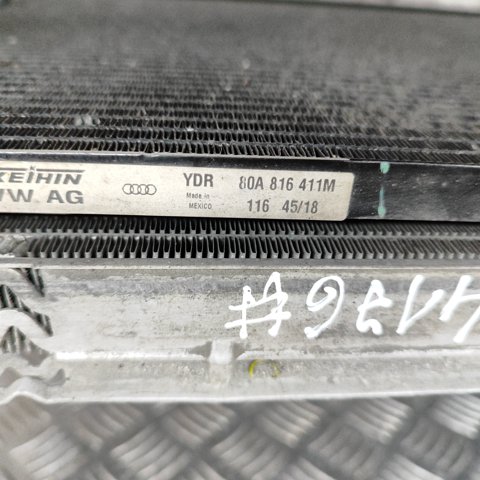 KEIHIN YDR 80A 816 411M
VW. AG Made in MEXICO 116 45/18